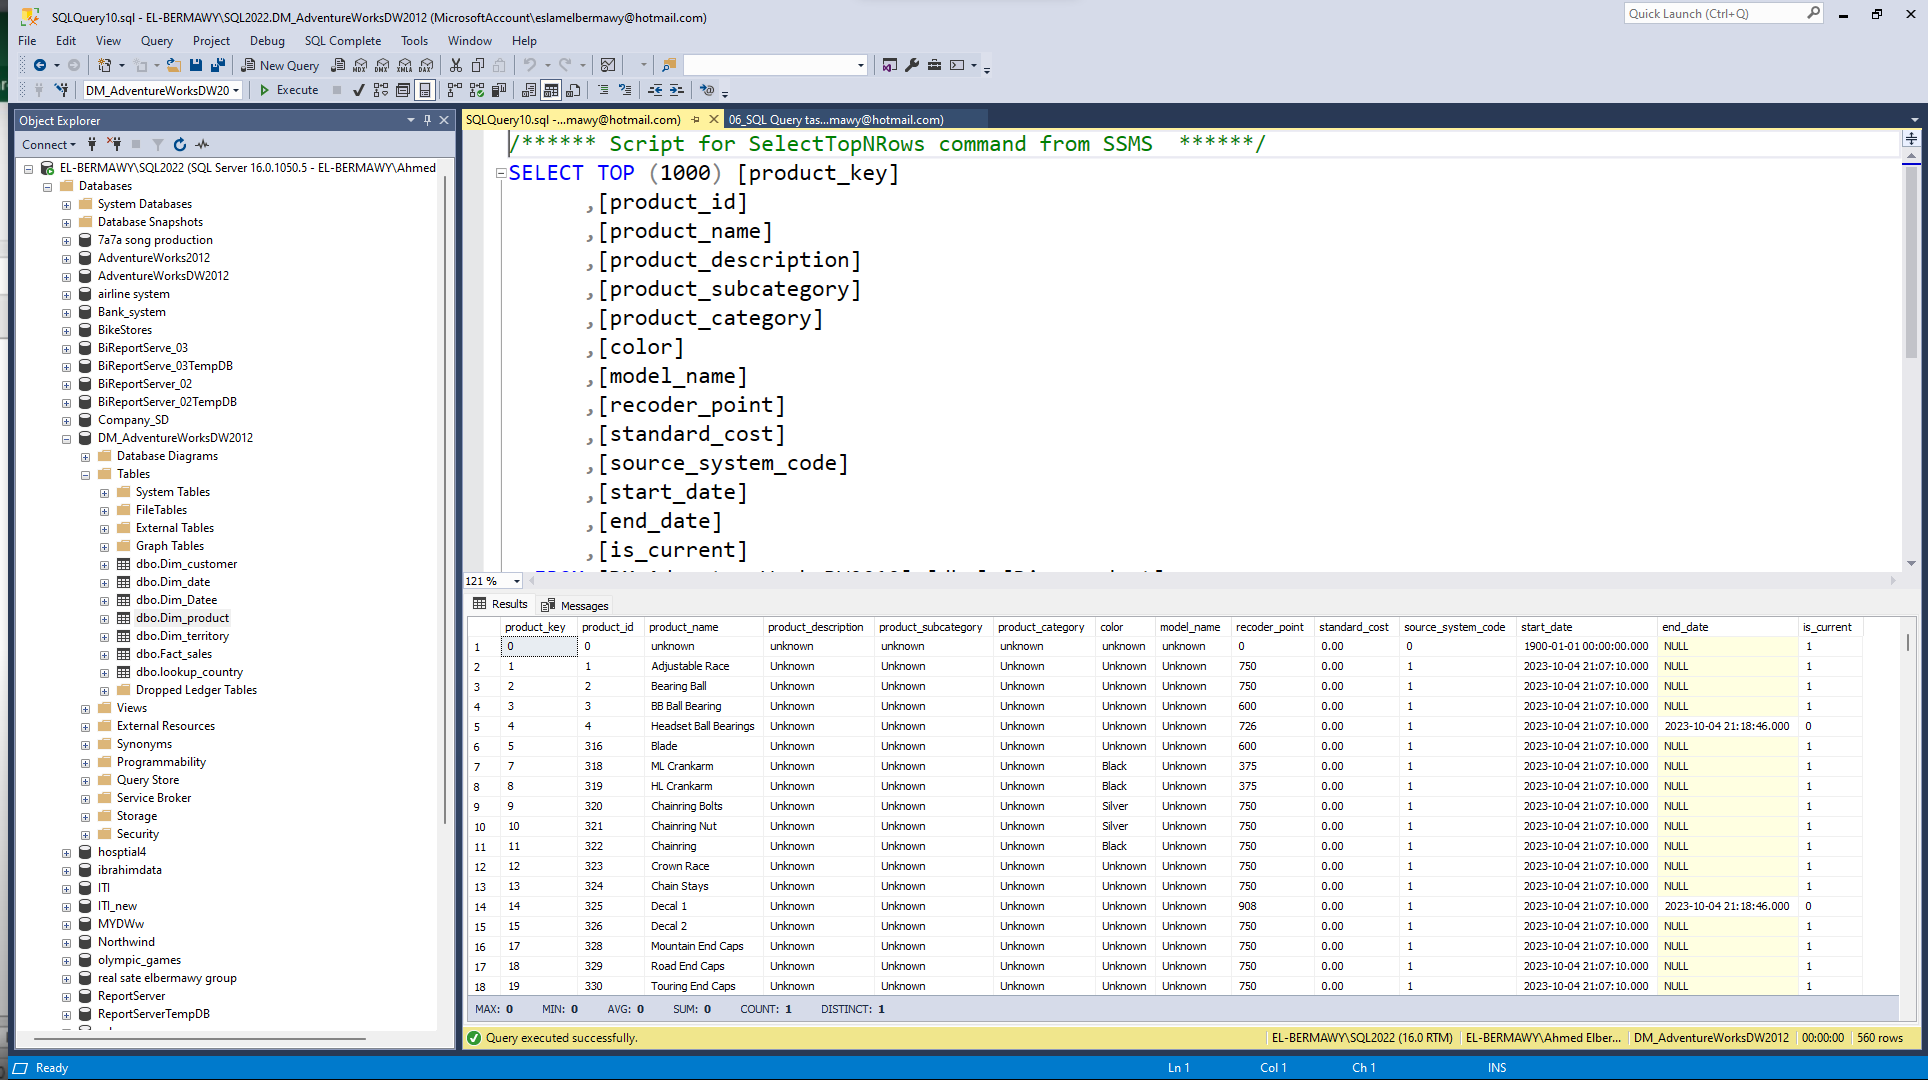 SQLQuery10.sql - EL-BERMAWY\SQL2022.DM_AdventureWorksDW2012 (MicrosoftAccount\eslamelbermawy@hotmail.com)
Quick Launch (Ctrl+Q)
File Edit View Query Project Debug SQL Complete Tools Window Help
New Query MDX DMX XMLA DAX
DM_AdventureWorksDW20 Execute
Object Explorer
SQLQuery10.sql -...mawy@hotmail.com) 06_SQL Query tas...mawy@hotmail.com)
Connect
EL-BERMAWY\SQL2022 (SQL Server 16.0.1050.5 - EL-BERMAWY\Ahmed
Databases
System Databases
Database Snapshots
7a7a song production
AdventureWorks2012
AdventureWorksDW2012
airline system
Bank_system
BikeStores
BiReportServe_03
BiReportServe_03TempDB
BiReportServer_02
BiReportServer_02TempDB
Company_SD
DM_AdventureWorksDW2012
Database Diagrams
Tables
System Tables
FileTables
External Tables
Graph Tables
dbo.Dim_customer
dbo.Dim_date
dbo.Dim_Datee
dbo.Dim_product
dbo.Dim_territory
dbo.Fact_sales
dbo.lookup_country
Dropped Ledger Tables
Views
External Resources
Synonyms
Programmability
Query Store
Service Broker
Storage
Security
hosptial4
ibrahimdata
ITI
ITI_new
MYDWw
Northwind
olympic_games
real sate elbermawy group
ReportServer
ReportServerTempDB
/****** Script for SelectTopNRows command from SSMS ******/
SELECT TOP (1000) [product_key]
,[product_id]
,[product_name]
,[product_description]
,[product_subcategory]
,[product_category]
,[color]
,[model_name]
,[recoder_point]
,[standard_cost]
,[source_system_code]
,[start_date]
,[end_date]
,[is_current]
121 %
Results Messages
product_key product_id product_name product_description product_subcategory product_category color model_name recoder_point standard_cost source_system_code start_date end_date is_current
1 0 0 unknown unknown unknown unknown unknown unknown 0 0.00 0 1900-01-01 00:00:00.000 NULL 1
2 1 1 Adjustable Race Unknown Unknown Unknown Unknown Unknown 750 0.00 1 2023-10-04 21:07:10.000 NULL 1
3 2 2 Bearing Ball Unknown Unknown Unknown Unknown Unknown 750 0.00 1 2023-10-04 21:07:10.000 NULL 1
4 3 3 BB Ball Bearing Unknown Unknown Unknown Unknown Unknown 600 0.00 1 2023-10-04 21:07:10.000 NULL 1
5 4 4 Headset Ball Bearings Unknown Unknown Unknown Unknown Unknown 726 0.00 1 2023-10-04 21:07:10.000 2023-10-04 21:18:46.000 0
6 5 316 Blade Unknown Unknown Unknown Unknown Unknown 600 0.00 1 2023-10-04 21:07:10.000 NULL 1
7 7 318 ML Crankarm Unknown Unknown Unknown Black Unknown 375 0.00 1 2023-10-04 21:07:10.000 NULL 1
8 8 319 HL Crankarm Unknown Unknown Unknown Black Unknown 375 0.00 1 2023-10-04 21:07:10.000 NULL 1
9 9 320 Chainring Bolts Unknown Unknown Unknown Silver Unknown 750 0.00 1 2023-10-04 21:07:10.000 NULL 1
10 10 321 Chainring Nut Unknown Unknown Unknown Silver Unknown 750 0.00 1 2023-10-04 21:07:10.000 NULL 1
11 11 322 Chainring Unknown Unknown Unknown Black Unknown 750 0.00 1 2023-10-04 21:07:10.000 NULL 1
12 12 323 Crown Race Unknown Unknown Unknown Unknown Unknown 750 0.00 1 2023-10-04 21:07:10.000 NULL 1
13 13 324 Chain Stays Unknown Unknown Unknown Unknown Unknown 750 0.00 1 2023-10-04 21:07:10.000 NULL 1
14 14 325 Decal 1 Unknown Unknown Unknown Unknown Unknown 908 0.00 1 2023-10-04 21:07:10.000 2023-10-04 21:18:46.000 0
15 15 326 Decal 2 Unknown Unknown Unknown Unknown Unknown 750 0.00 1 2023-10-04 21:07:10.000 NULL 1
16 17 328 Mountain End Caps Unknown Unknown Unknown Unknown Unknown 750 0.00 1 2023-10-04 21:07:10.000 NULL 1
17 18 329 Road End Caps Unknown Unknown Unknown Unknown Unknown 750 0.00 1 2023-10-04 21:07:10.000 NULL 1
18 19 330 Touring End Caps Unknown Unknown Unknown Unknown Unknown 750 0.00 1 2023-10-04 21:07:10.000 NULL 1
MAX: 0 MIN: 0 AVG: 0 SUM: 0 COUNT: 1 DISTINCT: 1
Query executed successfully. EL-BERMAWY\SQL2022 (16.0 RTM) EL-BERMAWY\Ahmed Elber... DM_AdventureWorksDW2012 00:00:00 560 rows
Ready Ln 1 Col 1 Ch 1 INS